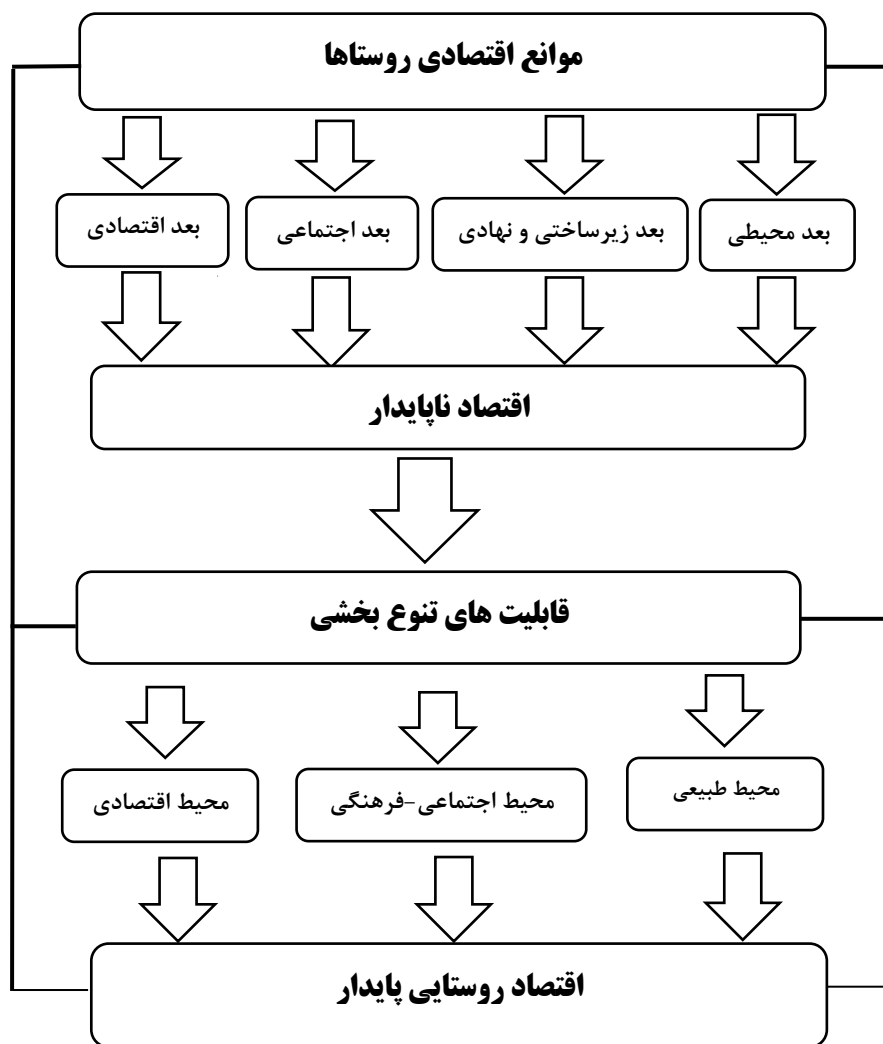 موانع اقتصادی روستاها
بعد محیطی
بعد زیرساختی و نهادی
بعد اجتماعی
بعد اقتصادی
اقتصاد ناپایدار
قابلیت های تنوع بخشی
محیط طبیعی
محیط اجتماعی-فرهنگی
محیط اقتصادی
اقتصاد روستایی پایدار